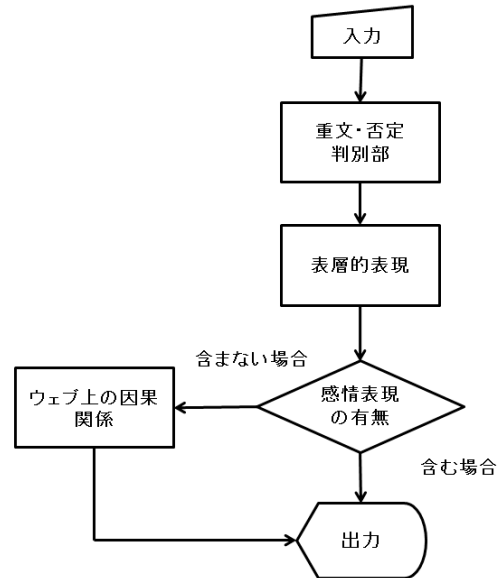 入力
重文・否定
判別部
表層的表現
含まない場合
感情表現
の有無
ウェブ上の因果
関係
含む場合
出力